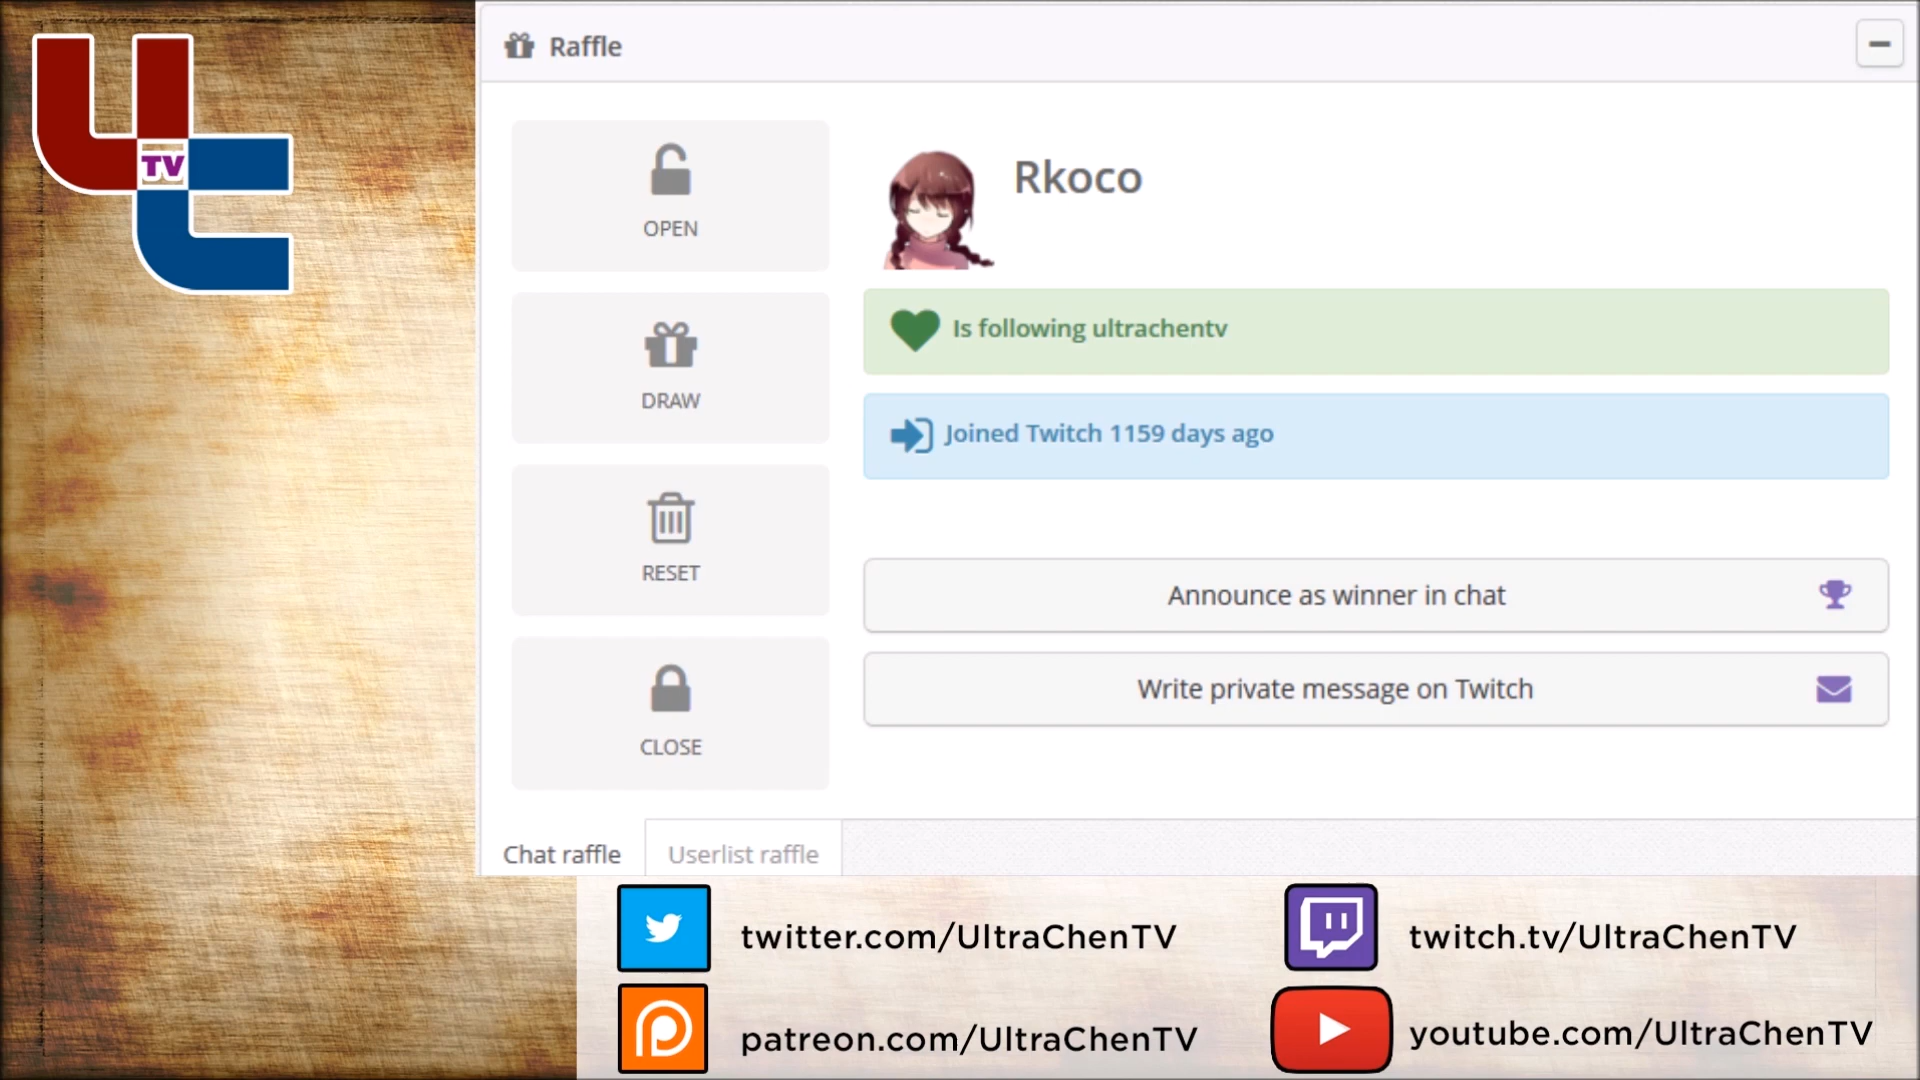 UC
TV
Raffle
OPEN
DRAW
RESET
CLOSE
Rkoco
Is following ultrachentv
Joined Twitch 1159 days ago
Announce as winner in chat
Write private message on Twitch
Chat raffle
Userlist raffle
twitter.com/UltraChenTV
twitch.tv/UltraChenTV
patreon.com/UltraChenTV
youtube.com/UltraChenTV